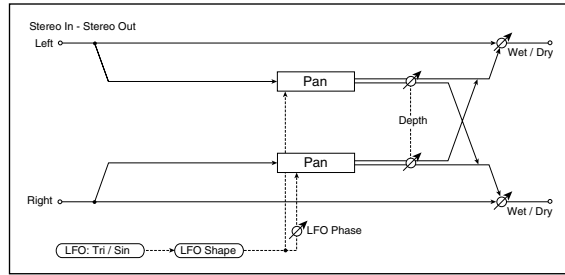 Stereo In - Stereo Out
Left
Wet / Dry
Pan
Depth
Pan
Right
Wet / Dry
LFO Phase
LFO: Tri / Sin
LFO Shape